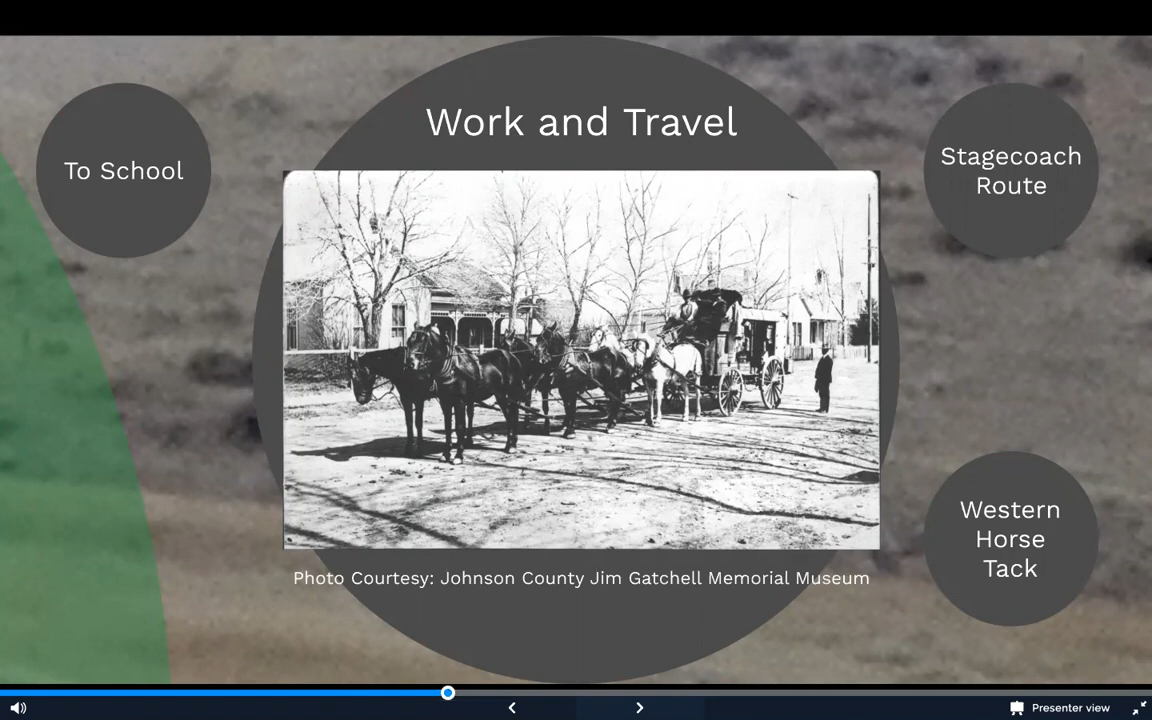 Work and Travel
To School
Stagecoach
Route
Western
Horse
Tack
Photo Courtesy: Johnson County Jim Gatchell Memorial Museum
Presenter view